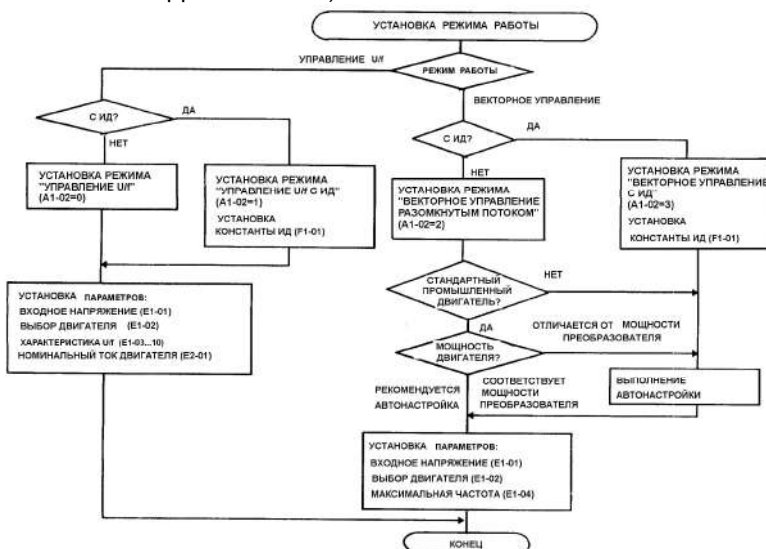 УСТАНОВКА РЕЖИМА РАБОТЫ
УПРАВЛЕНИЕ U/f
РЕЖИМ РАБОТЫ
ВЕКТОРНОЕ УПРАВЛЕНИЕ
С ИД?
ДА
НЕТ
УСТАНОВКА РЕЖИМА
"УПРАВЛЕНИЕ U/f"
(A1-02=0)
УСТАНОВКА РЕЖИМА
"УПРАВЛЕНИЕ U/f С ИД"
(A1-02=1)
УСТАНОВКА
КОНСТАНТЫ ИД (F1-01)
С ИД?
ДА
НЕТ
УСТАНОВКА РЕЖИМА
"ВЕКТОРНОЕ УПРАВЛЕНИЕ
РАЗОМКНУТЫМ ПОТОКОМ"
(A1-02=2)
УСТАНОВКА РЕЖИМА
"ВЕКТОРНОЕ УПРАВЛЕНИЕ
С ИД"
(A1-02=3)
УСТАНОВКА
КОНСТАНТЫ ИД (F1-01)
СТАНДАРТНЫЙ
ПРОМЫШЛЕННЫЙ
ДВИГАТЕЛЬ?
НЕТ
ДА
УСТАНОВКА ПАРАМЕТРОВ:
ВХОДНОЕ НАПРЯЖЕНИЕ (E1-01)
ВЫБОР ДВИГАТЕЛЯ (E1-02)
ХАРАКТЕРИСТИКА U/f (E1-03...10)
НОМИНАЛЬНЫЙ ТОК ДВИГАТЕЛЯ (E2-01)
МОЩНОСТЬ
ДВИГАТЕЛЯ?
ОТЛИЧАЕТСЯ ОТ МОЩНОСТИ
ПРЕОБРАЗОВАТЕЛЯ
РЕКОМЕНДУЕТСЯ
АВТОНАСТРОЙКА
СООТВЕТСТВУЕТ
МОЩНОСТИ
ПРЕОБРАЗОВАТЕЛЯ
ВЫПОЛНЕНИЕ
АВТОНАСТРОЙКИ
УСТАНОВКА ПАРАМЕТРОВ:
ВХОДНОЕ НАПРЯЖЕНИЕ (E1-01)
ВЫБОР ДВИГАТЕЛЯ (E1-02)
МАКСИМАЛЬНАЯ ЧАСТОТА (E1-04)
КОНЕЦ